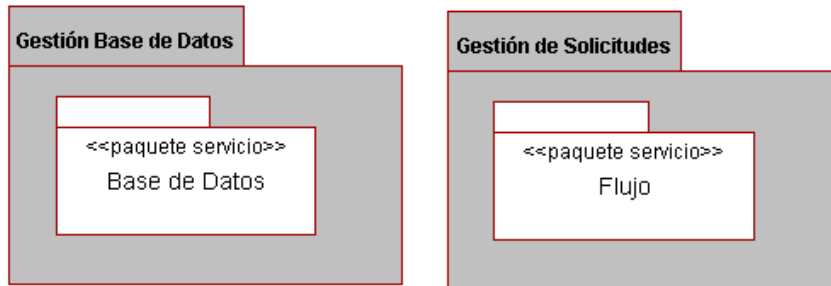 Gestión Base de Datos
<<paquete servicio>>
Base de Datos
Gestión de Solicitudes
<<paquete servicio>>
Flujo